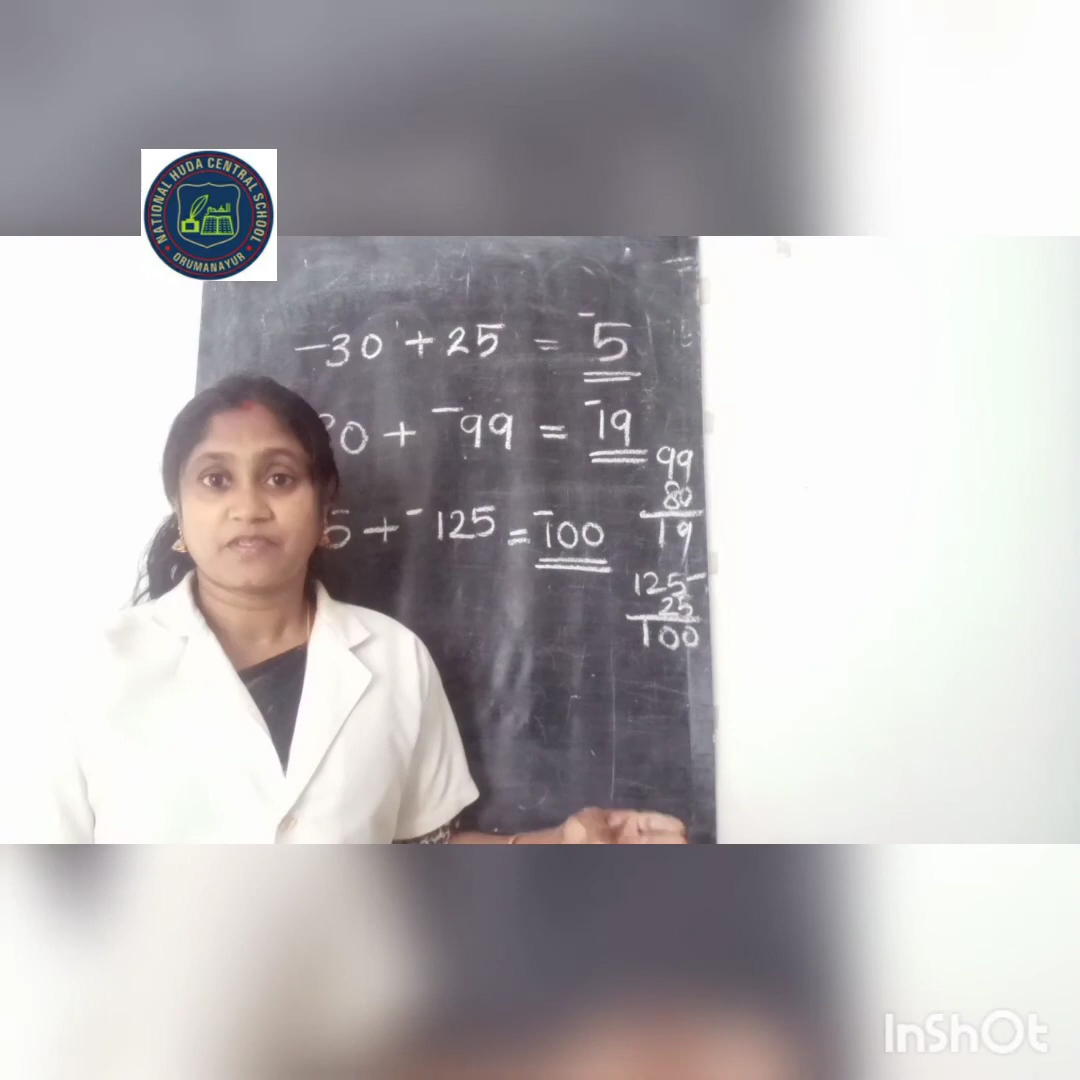 NATIONAL HUDA CENTRAL SCHOOL
ORUMANAYUR
-30 + 25 = -5
80 + -99 = -19
99
80
19
5 + -125 = -100
125-
25
100
InShOt